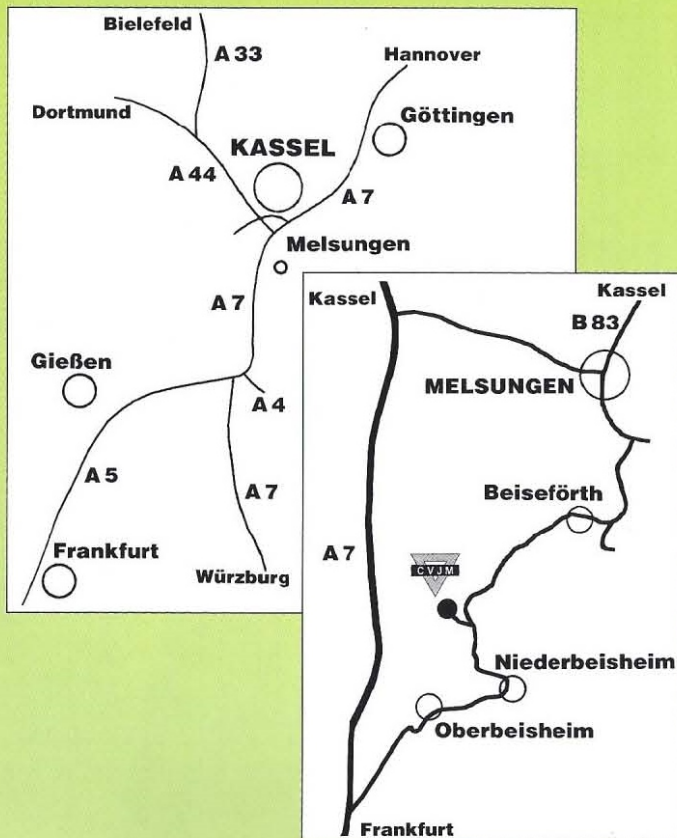 Bielefeld
A 33
Hannover
Dortmund
Göttingen
KASSEL
A 44
A 7
Melsungen
A 7
Gießen
A 4
A 5
A 7
Frankfurt
Würzburg
Kassel
Kassel
B 83
MELSUNGEN
Beiseförth
A 7
CVJM
Niederbeisheim
Oberbeisheim
Frankfurt